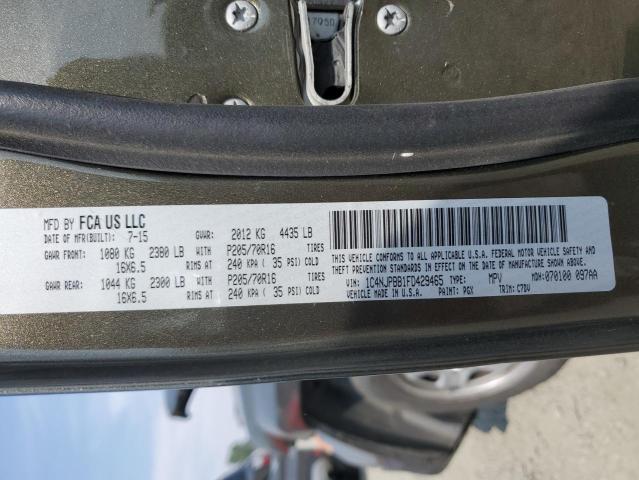 7950
MFD BY FCA US LLC
DATE OF MFR(BUILT): 7-15 GVWR: 2012 KG 4435 LB
GAWR FRONT: 1080 KG 2380 LB WITH P205/70R16 TIRES
16X6.5 RIMS AT 240 KPA ( 35 PSI) COLD
GAWR REAR: 1044 KG 2300 LB WITH P205/70R16 TIRES
16X6.5 RIMS AT 240 KPA ( 35 PSI) COLD
THIS VEHICLE CONFORMS TO ALL APPLICABLE U.S.A. FEDERAL MOTOR VEHICLE SAFETY AND
THEFT PREVENTION STANDARDS IN EFFECT ON THE DATE OF MANUFACTURE SHOWN ABOVE.
VIN: 1C4NJPBB1FD429465 TYPE: MPV MDH:070100 097AA
VEHICLE MADE IN U.S.A. PAINT: PGX TRIM: C7DV